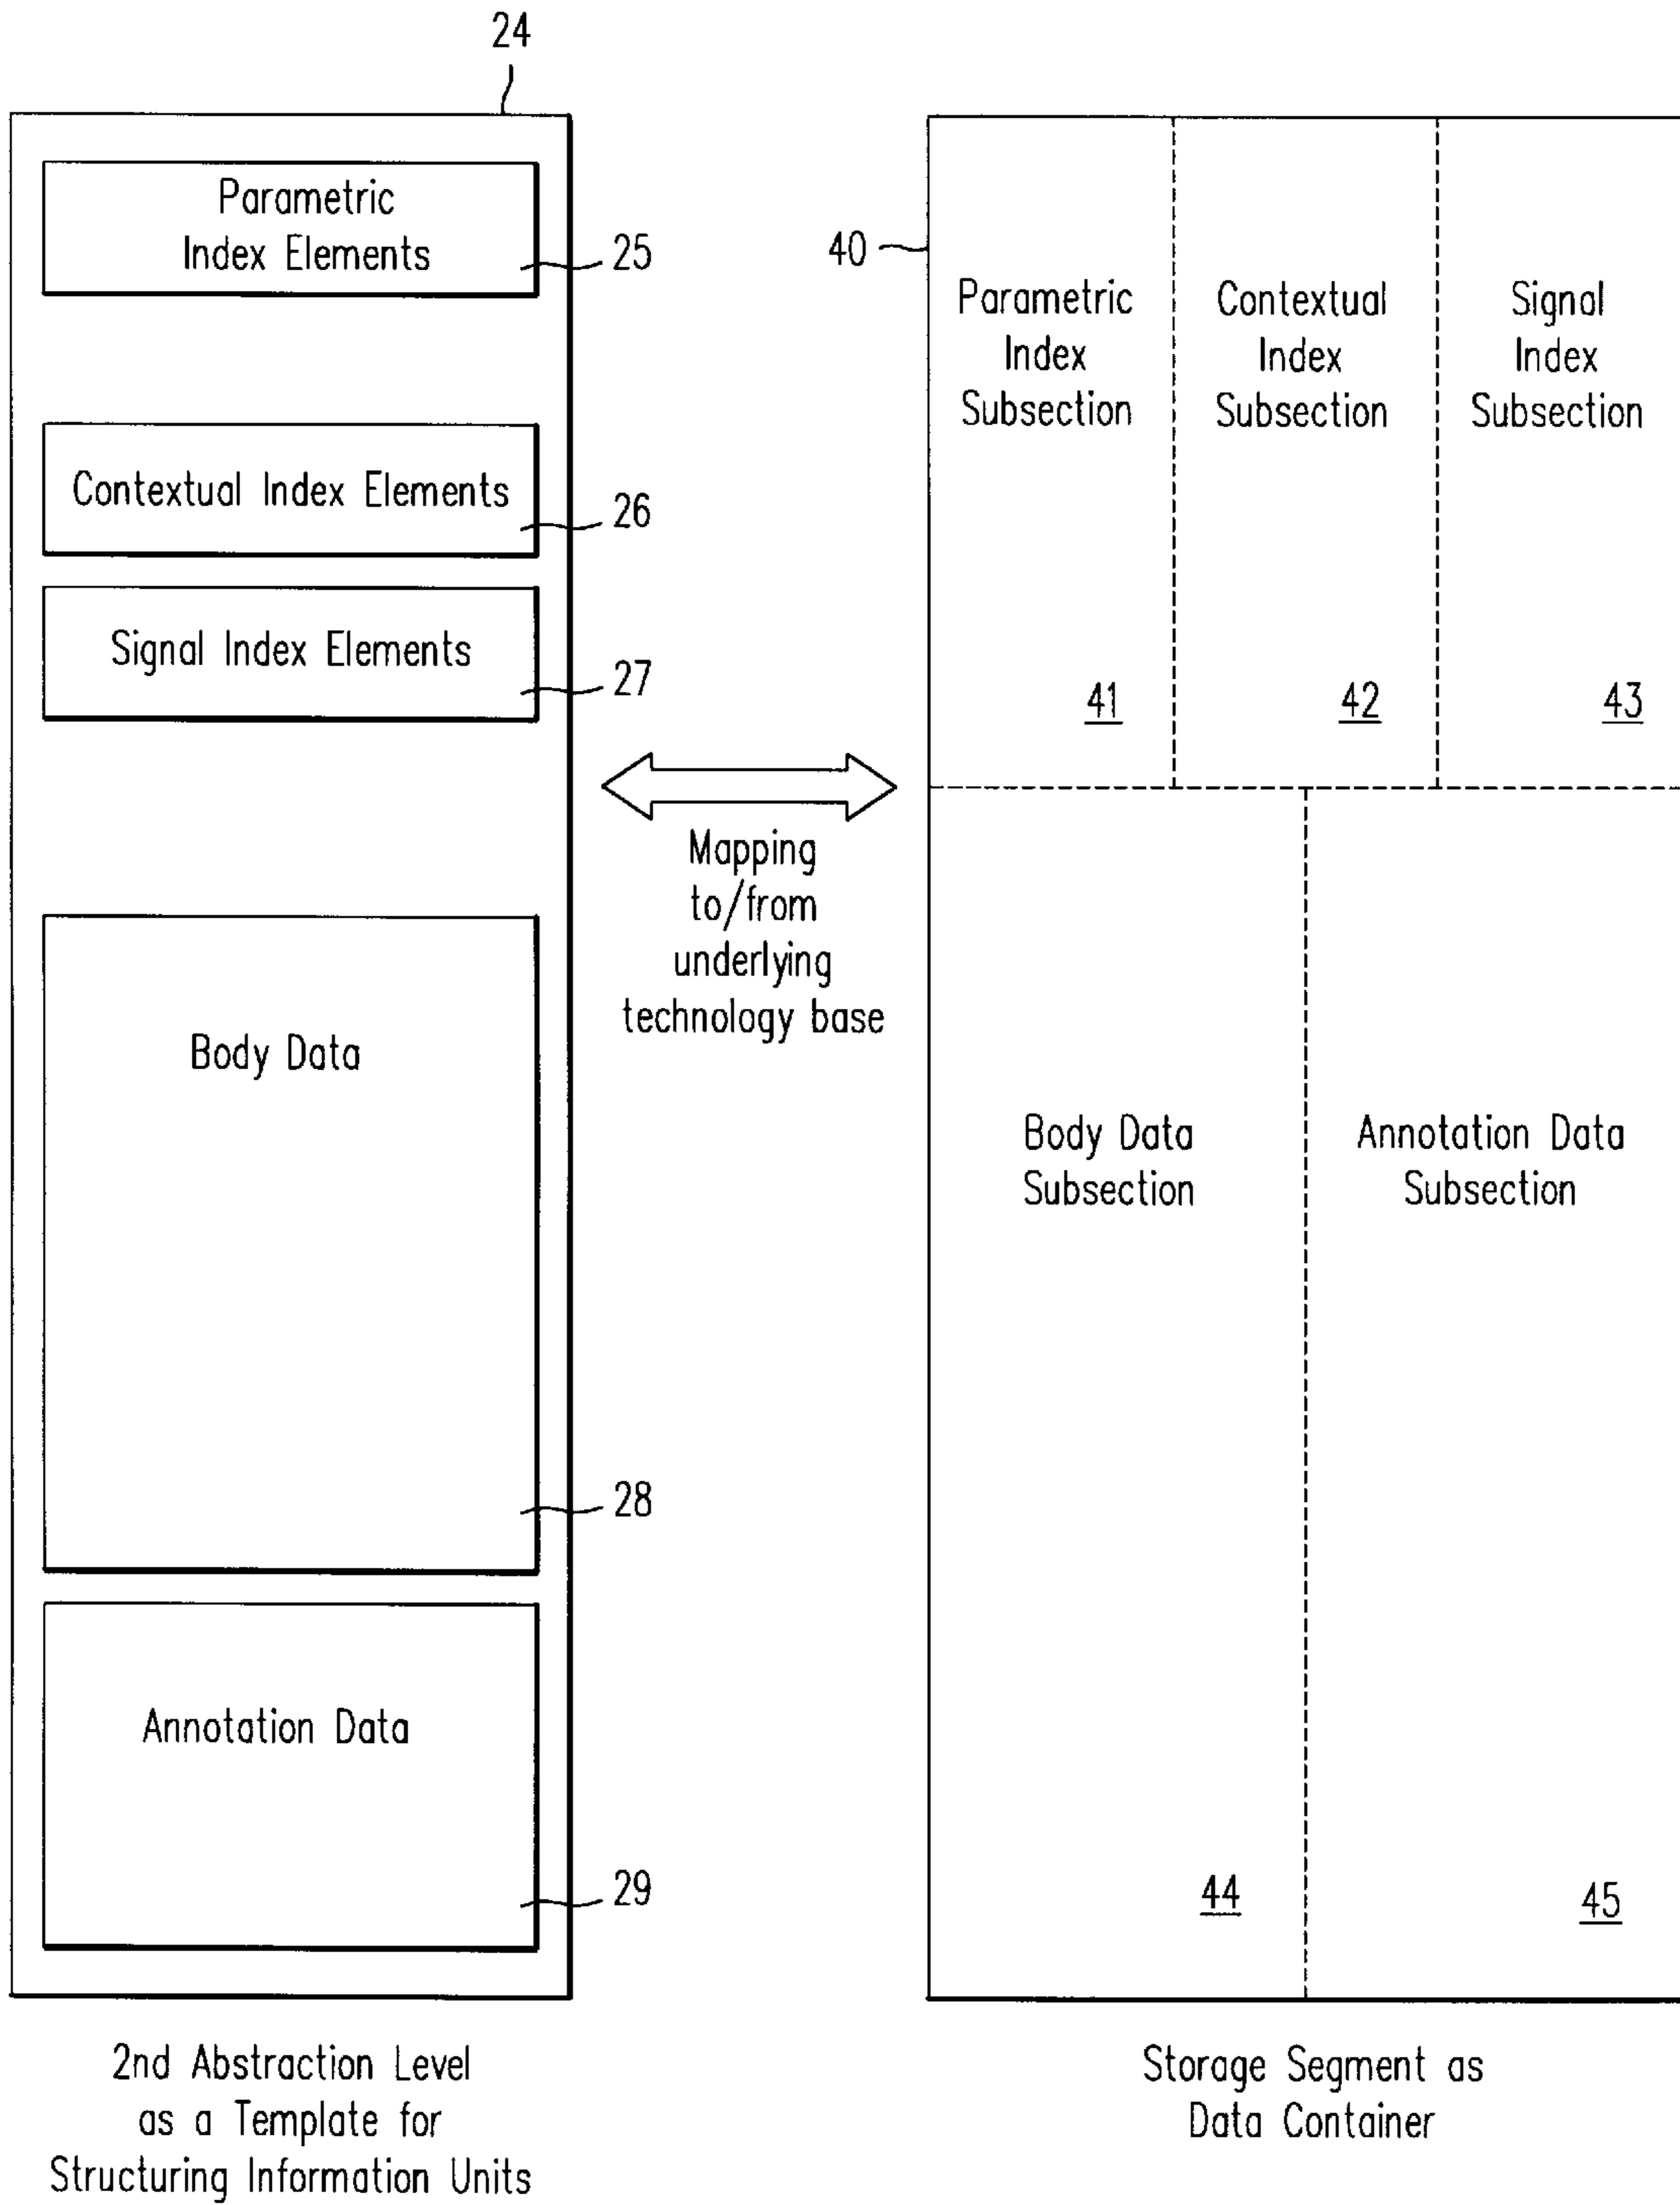 24
Parametric
Index Elements
25
Contextual Index Elements
26
Signal Index Elements
27
Body Data
28
Annotation Data
29
2nd Abstraction Level
as a Template for
Structuring Information Units
Mapping
to/from
underlying
technology base
40
Parametric
Index
Subsection
41
Contextual
Index
Subsection
42
Signal
Index
Subsection
43
Body Data
Subsection
44
Annotation Data
Subsection
45
Storage Segment as
Data Container